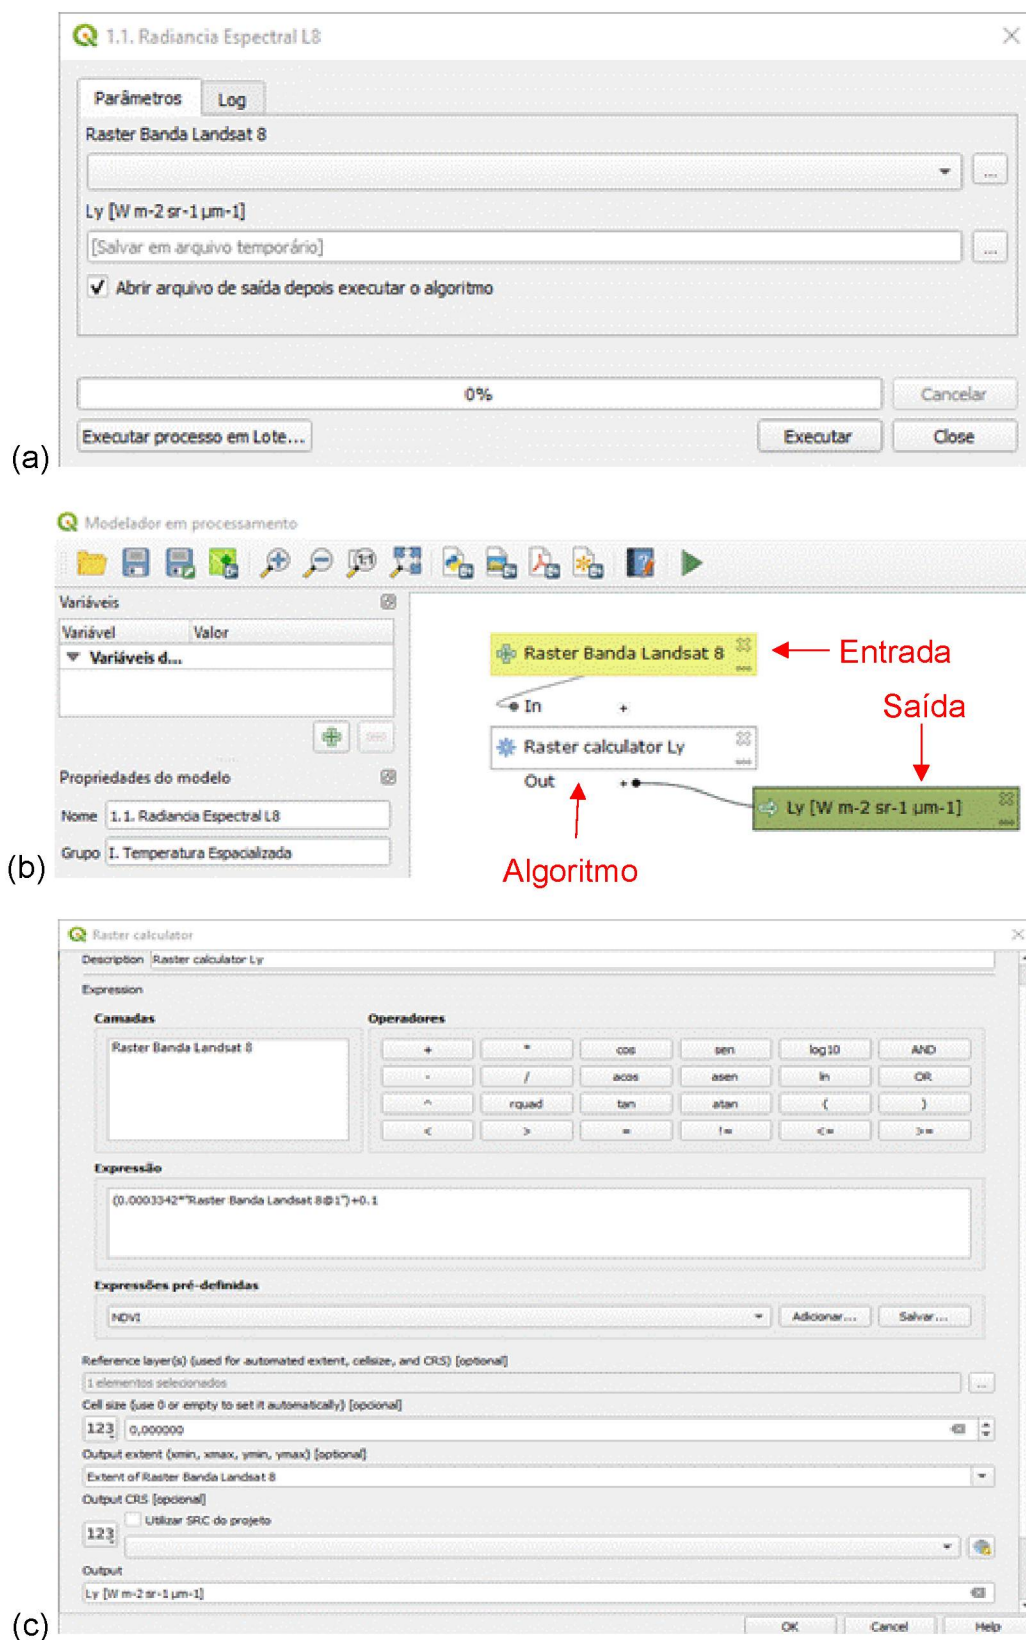 1.1. Radiancia Espectral L8
Parâmetros Log
Raster Banda Landsat 8
...
Ly [W m-2 sr-1 µm-1]
[Salvar em arquivo temporário]
...
Abrir arquivo de saída depois executar o algoritmo
0% Cancelar
Executar processo em Lote... Executar Close
(a)
Modelador em processamento
Variáveis
Variável Valor
Variáveis d...
Propriedades do modelo
Nome 1.1. Radiancia Espectral L8
Grupo I. Temperatura Espacializada
Raster Banda Landsat 8
Entrada
In +
Saída
Raster calculator Ly
Out +
Ly [W m-2 sr-1 µm-1]
Algoritmo
(b)
Raster calculator
Description Raster calculator Ly
Expression
Camadas Operadores
Raster Banda Landsat 8
+ * cos sen log10 AND
- / acos asen ln OR
^ rquad tan atan ( )
< > = != <= >=
Expressão
(0.0003342*"Raster Banda Landsat 8@1")+0.1
Expressões pré-definidas
NDVI Adicionar... Salvar...
Reference layer(s) (used for automated extent, cellsize, and CRS) [optional]
1 elementos selecionados ...
Cell size (use 0 or empty to set it automatically) [opcional]
123 0,000000
Output extent (xmin, xmax, ymin, ymax) [optional]
Extent of Raster Banda Landsat 8
Output CRS [opcional]
Utilizar SRC do projeto
123
Output
Ly [W m-2 sr-1 µm-1]
OK Cancel Help
(c)